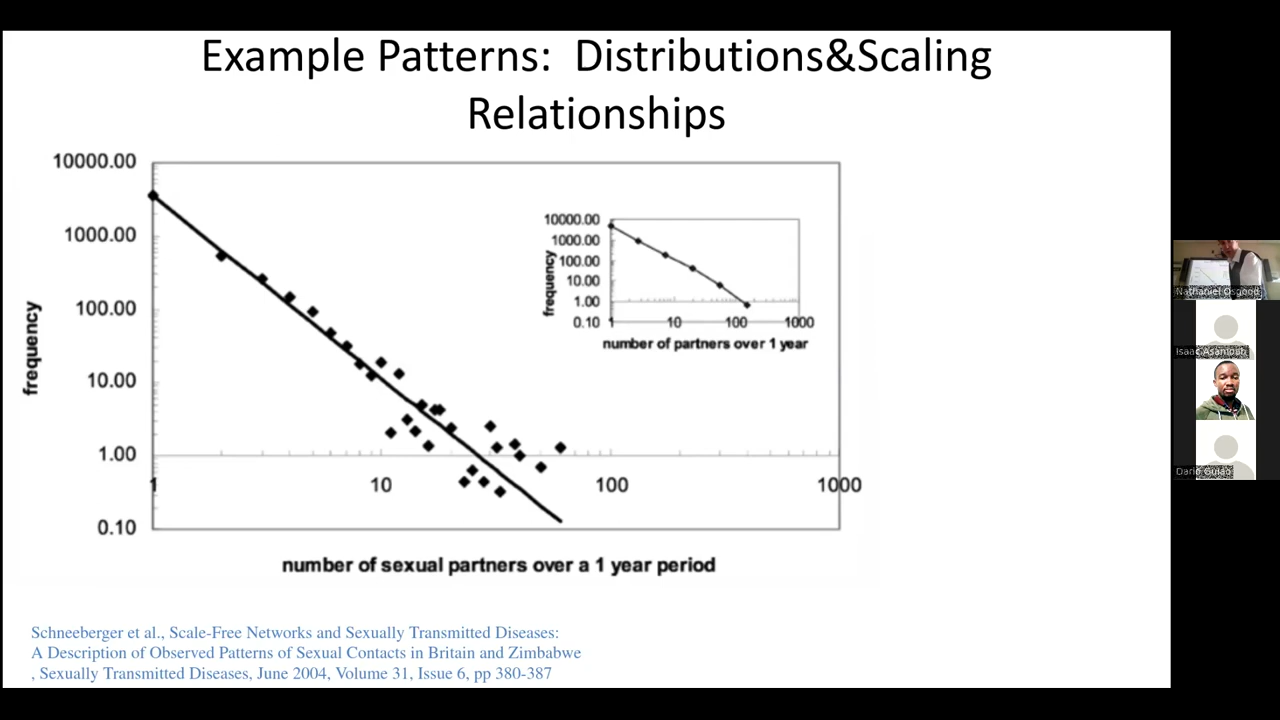 Example Patterns:  Distributions&Scaling
Relationships
10000.00
1000.00
100.00
10.00
1.00
0.10
frequency
1
10
100
1000
number of sexual partners over a 1 year period
10000.00
1000.00
100.00
10.00
1.00
0.10
frequency
1
10
100
1000
number of partners over 1 year
Schneeberger et al., Scale-Free Networks and Sexually Transmitted Diseases:
A Description of Observed Patterns of Sexual Contacts in Britain and Zimbabwe
, Sexually Transmitted Diseases, June 2004, Volume 31, Issue 6, pp 380-387
Nathaniel Osgood
Isaac